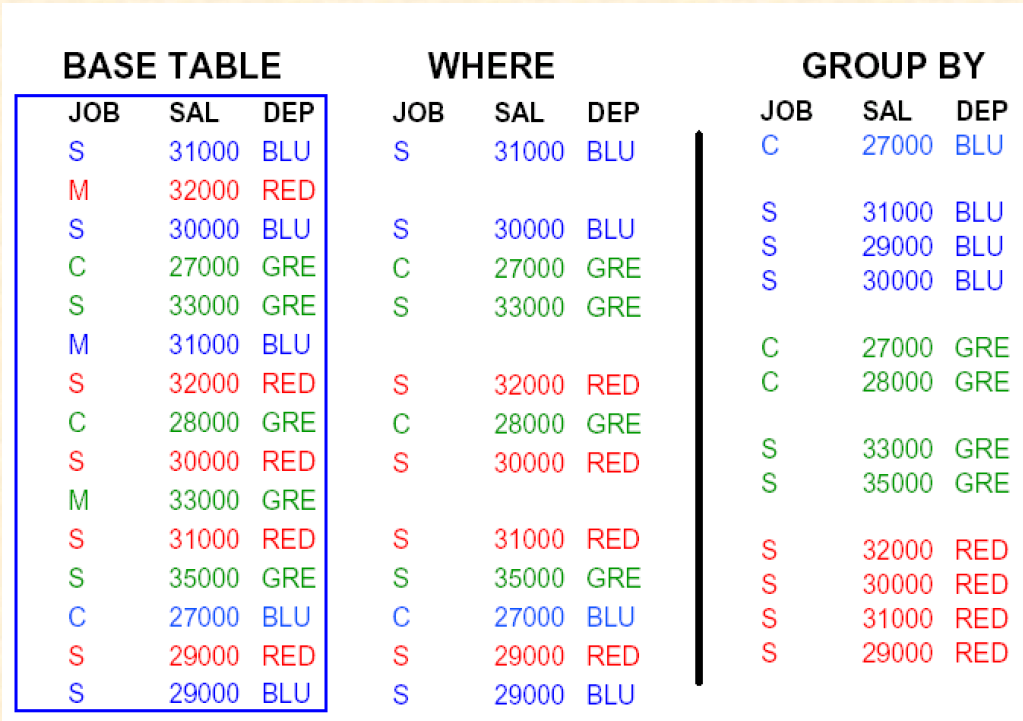 BASE TABLE
JOB SAL DEP
S 31000 BLU
M 32000 RED
S 30000 BLU
C 27000 GRE
S 33000 GRE
M 31000 BLU
S 32000 RED
C 28000 GRE
S 30000 RED
M 33000 GRE
S 31000 RED
S 35000 GRE
C 27000 BLU
S 29000 RED
S 29000 BLU
WHERE
JOB SAL DEP
S 31000 BLU
S 30000 BLU
C 27000 GRE
S 33000 GRE
S 32000 RED
C 28000 GRE
S 30000 RED
S 31000 RED
S 35000 GRE
C 27000 BLU
S 29000 RED
S 29000 BLU
GROUP BY
JOB SAL DEP
C 27000 BLU
S 31000 BLU
S 29000 BLU
S 30000 BLU
C 27000 GRE
C 28000 GRE
S 33000 GRE
S 35000 GRE
S 32000 RED
S 30000 RED
S 31000 RED
S 29000 RED